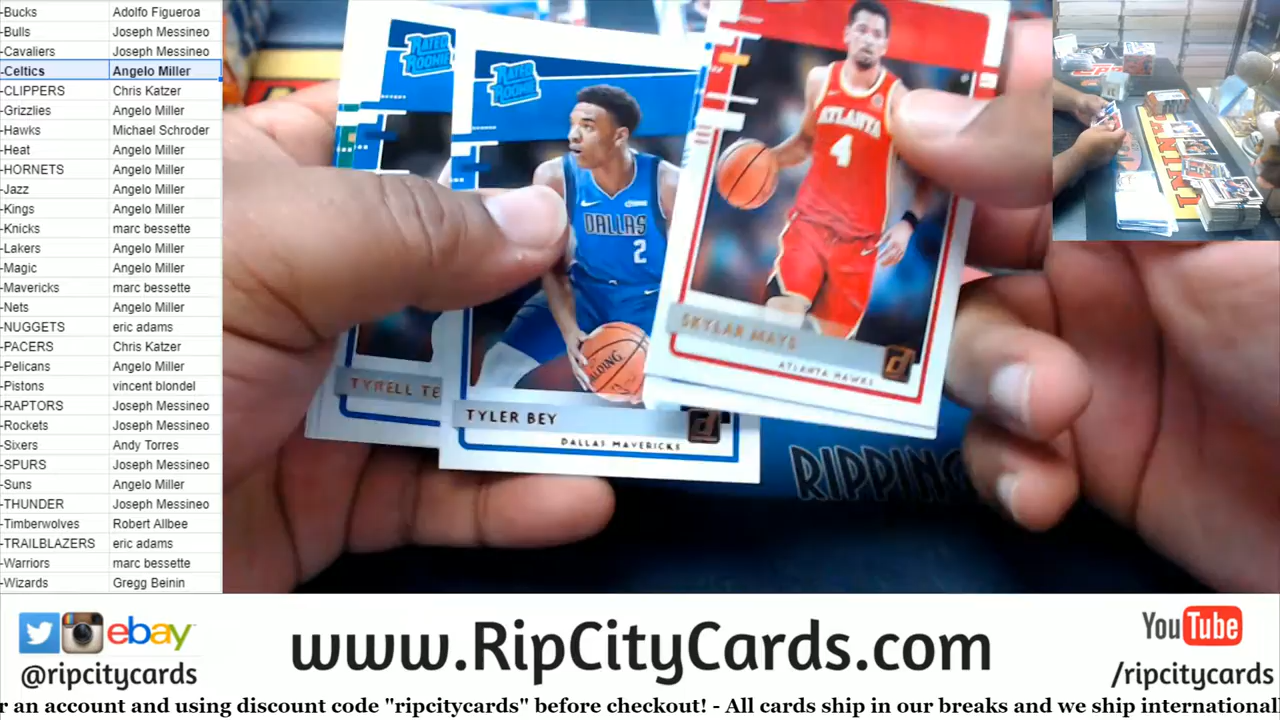 -Bucks Adolfo Figueroa
-Bulls Joseph Messineo
-Cavaliers Joseph Messineo
-Celtics Angelo Miller
-CLIPPERS Chris Katzer
-Grizzlies Angelo Miller
-Hawks Michael Schroder
-Heat Angelo Miller
-HORNETS Angelo Miller
-Jazz Angelo Miller
-Kings Angelo Miller
-Knicks marc bessette
-Lakers Angelo Miller
-Magic Angelo Miller
-Mavericks marc bessette
-Nets Angelo Miller
-NUGGETS eric adams
-PACERS Chris Katzer
-Pelicans Angelo Miller
-Pistons vincent blondel
-RAPTORS Joseph Messineo
-Rockets Joseph Messineo
-Sixers Andy Torres
-SPURS Joseph Messineo
-Suns Angelo Miller
-THUNDER Joseph Messineo
-Timberwolves Robert Allbee
-TRAILBLAZERS eric adams
-Warriors marc bessette
-Wizards Gregg Beinin
RATED ROOKIE
TYRELL TE
RATED ROOKIE
DALLAS
2
SPALDING
TYLER BEY
DALLAS MAVERICKS
ATLANTA
4
SKYLAR MAYS
ATLANTA HAWKS
RIPPING
PANINI
ebay
@ripcitycards
www.RipCityCards.com
YouTube
/ripcitycards
r an account and using discount code "ripcitycards" before checkout! - All cards ship in our breaks and we ship international